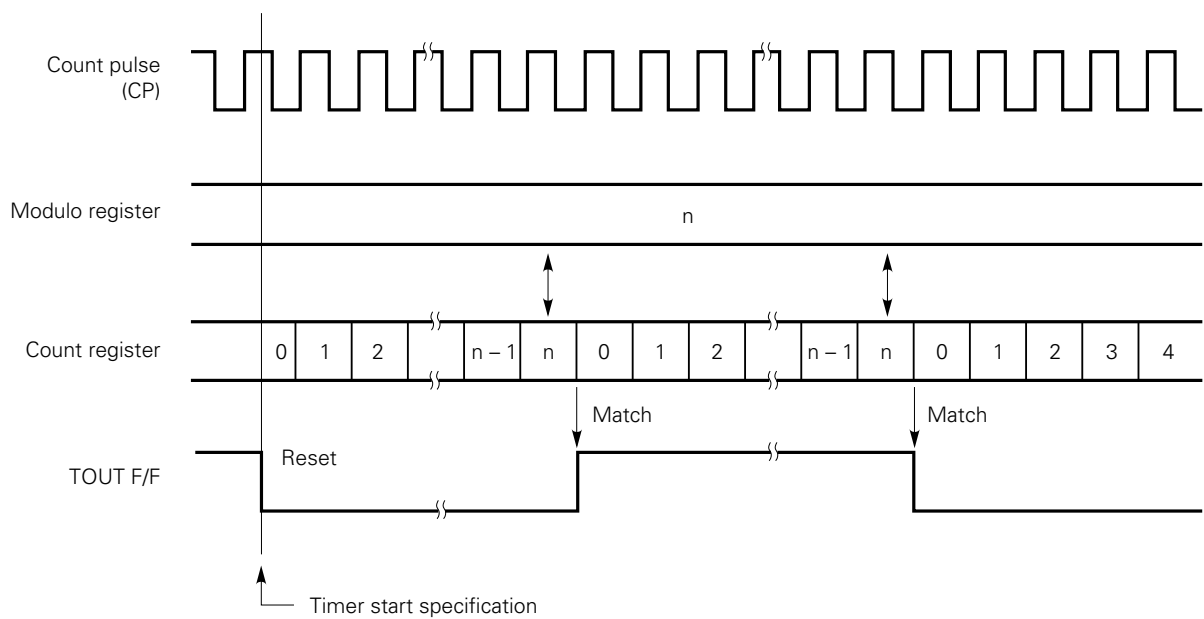 Count pulse
(CP)
Modulo register
n
Count register
0 1 2 n – 1 n 0 1 2 n – 1 n 0 1 2 3 4
Match
Match
TOUT F/F
Reset
Timer start specification